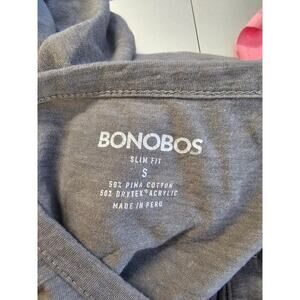 BONOBOS
SLIM FIT
S
50% PIMA COTTON
50% DRYTEX® ACRYLIC
MADE IN PERU